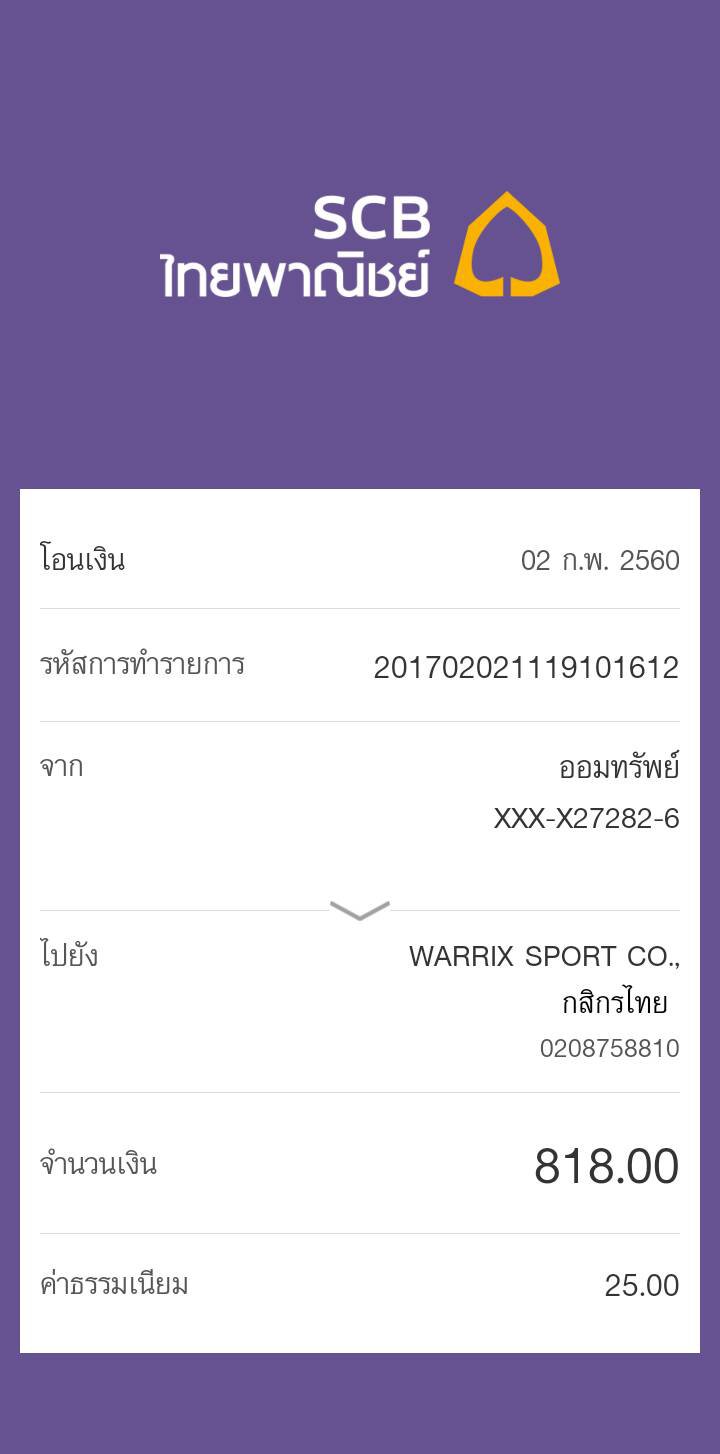 SCB
ไทยพาณิชย์
โอนเงิน 02 ก.พ. 2560
รหัสการทำรายการ 201702021119101612
จาก ออมทรัพย์
XXX-X27282-6
ไปยัง WARRIX SPORT CO.,
กสิกรไทย
0208758810
จำนวนเงิน 818.00
ค่าธรรมเนียม 25.00